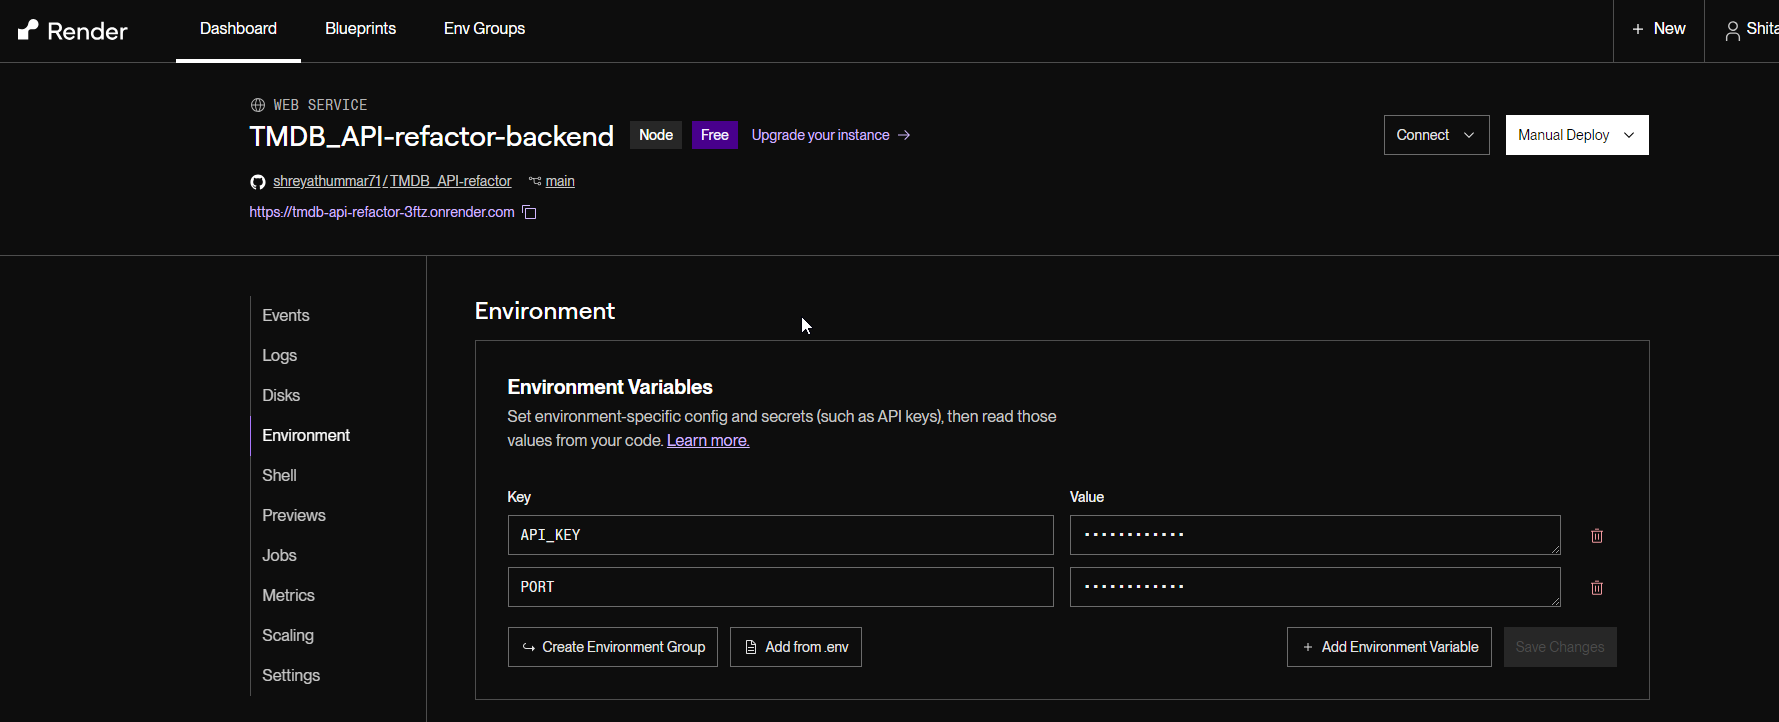 Render
Dashboard
Blueprints
Env Groups
+ New
Shita
WEB SERVICE
TMDB_API-refactor-backend
Node
Free
Upgrade your instance →
Connect
Manual Deploy
shreyathummar71/TMDB_API-refactor
main
https://tmdb-api-refactor-3ftz.onrender.com
Events
Logs
Disks
Environment
Shell
Previews
Jobs
Metrics
Scaling
Settings
Environment
Environment Variables
Set environment-specific config and secrets (such as API keys), then read those
values from your code. Learn more.
Key
Value
API_KEY
••••••••••••
PORT
••••••••••••
Create Environment Group
Add from .env
+ Add Environment Variable
Save Changes